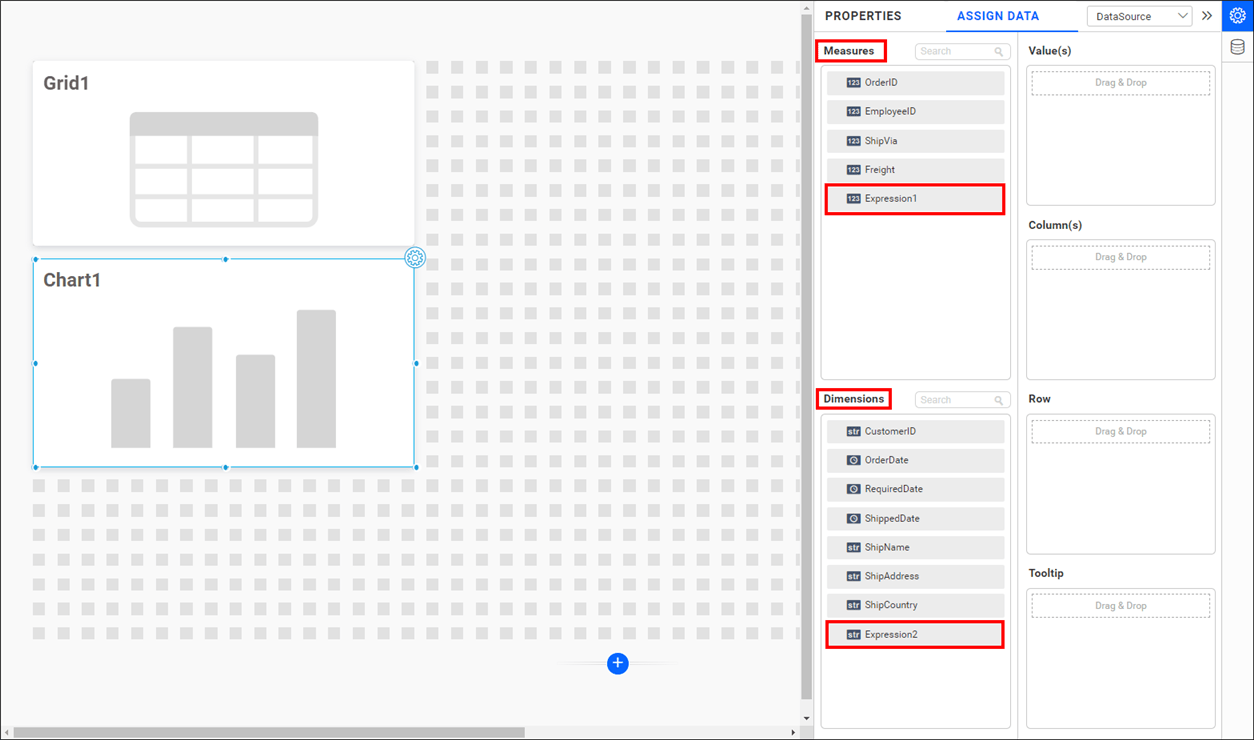 PROPERTIES
ASSIGN DATA
DataSource
Grid1
Chart1
Measures
Search
123 OrderID
123 EmployeeID
123 ShipVia
123 Freight
123 Expression1
Dimensions
Search
str CustomerID
OrderDate
RequiredDate
ShippedDate
str ShipName
str ShipAddress
str ShipCountry
str Expression2
Value(s)
Drag & Drop
Column(s)
Drag & Drop
Row
Drag & Drop
Tooltip
Drag & Drop